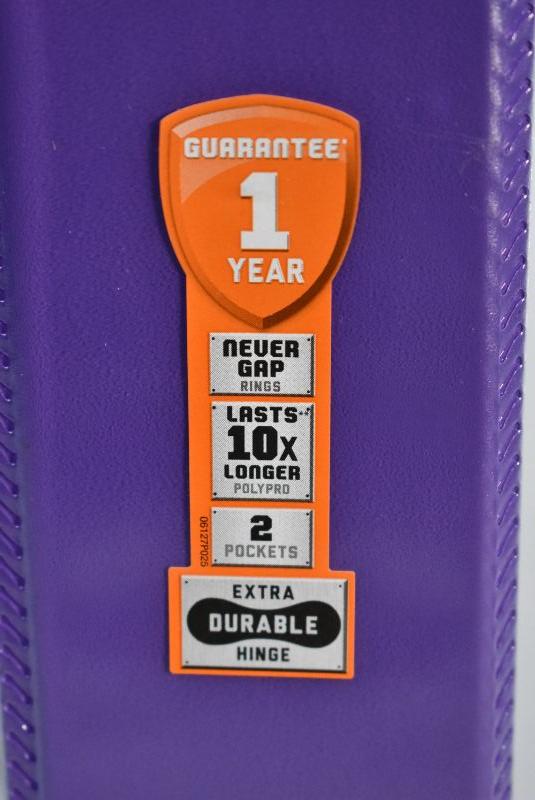 GUARANTEE*
1
YEAR
NEVER
GAP
RINGS
LASTS**
10x
LONGER
POLYPRO
2
POCKETS
06127P025
EXTRA
DURABLE
HINGE